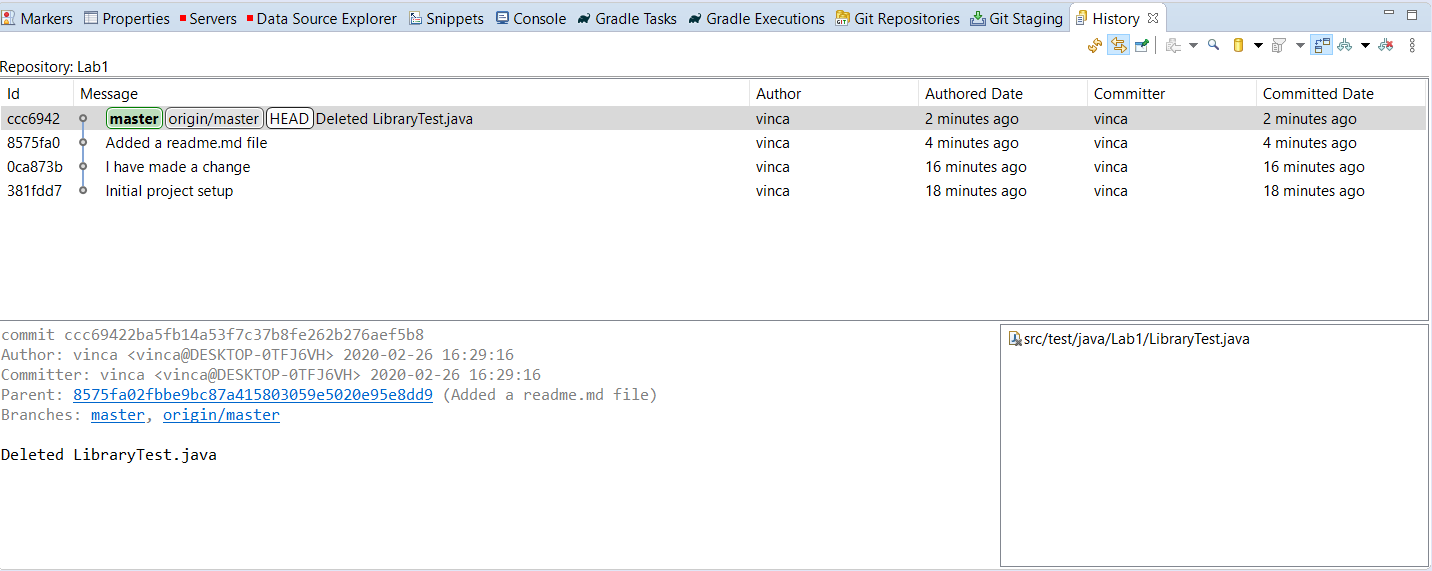 Markers Properties Servers Data Source Explorer Snippets Console Gradle Tasks Gradle Executions Git Repositories Git Staging History
Repository: Lab1
Id Message Author Authored Date Committer Committed Date
ccc6942 master origin/master HEAD Deleted LibraryTest.java vinca 2 minutes ago vinca 2 minutes ago
8575fa0 Added a readme.md file vinca 4 minutes ago vinca 4 minutes ago
0ca873b I have made a change vinca 16 minutes ago vinca 16 minutes ago
381fdd7 Initial project setup vinca 18 minutes ago vinca 18 minutes ago
commit ccc69422ba5fb14a53f7c37b8fe262b276aef5b8
Author: vinca <vinca@DESKTOP-0TFJ6VH> 2020-02-26 16:29:16
Committer: vinca <vinca@DESKTOP-0TFJ6VH> 2020-02-26 16:29:16
Parent: 8575fa02fbbe9bc87a415803059e5020e95e8dd9 (Added a readme.md file)
Branches: master, origin/master
Deleted LibraryTest.java
src/test/java/Lab1/LibraryTest.java